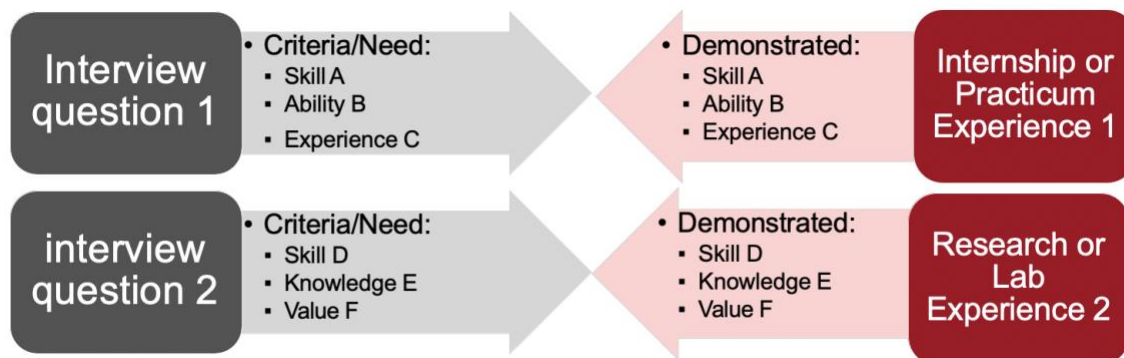 Interview
question 1
• Criteria/Need:
▪ Skill A
▪ Ability B
▪ Experience C
• Demonstrated:
▪ Skill A
▪ Ability B
▪ Experience C
Internship or
Practicum
Experience 1
interview
question 2
• Criteria/Need:
▪ Skill D
▪ Knowledge E
▪ Value F
• Demonstrated:
▪ Skill D
▪ Knowledge E
▪ Value F
Research or
Lab
Experience 2